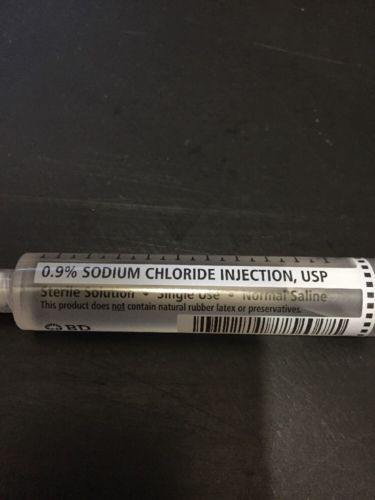 0.9% SODIUM CHLORIDE INJECTION, USP
Sterile Solution • Single Use • Normal Saline
This product does not contain natural rubber latex or preservatives.
BD